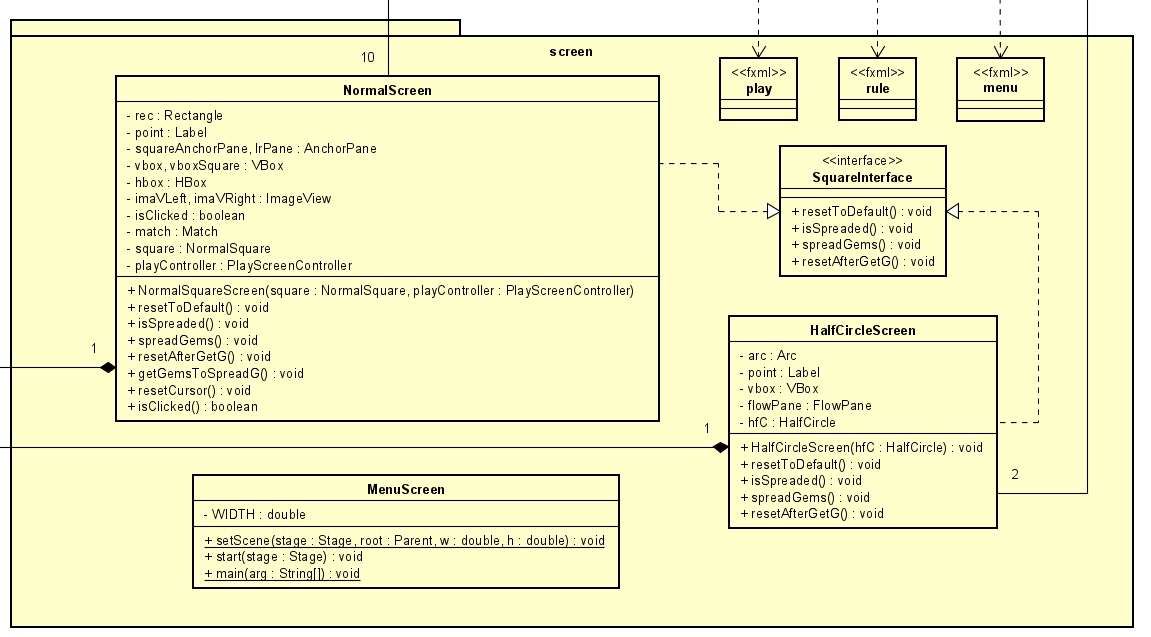 screen
10
NormalScreen
- rec : Rectangle
- point : Label
- squareAnchorPane, lrPane : AnchorPane
- vbox, vboxSquare : VBox
- hbox : HBox
- imaVLeft, imaVRight : ImageView
- isClicked : boolean
- match : Match
- square : NormalSquare
- playController : PlayScreenController
+ NormalSquareScreen(square : NormalSquare, playController : PlayScreenController)
+ resetToDefault() : void
+ isSpreaded() : void
+ spreadGems() : void
+ resetAfterGetG() : void
+ getGemsToSpreadG() : void
+ resetCursor() : void
+ isClicked() : boolean
1
<<fxml>>
play
<<fxml>>
rule
<<fxml>>
menu
<<interface>>
SquareInterface
+ resetToDefault() : void
+ isSpreaded() : void
+ spreadGems() : void
+ resetAfterGetG() : void
HalfCircleScreen
- arc : Arc
- point : Label
- vbox : VBox
- flowPane : FlowPane
- hfC : HalfCircle
+ HalfCircleScreen(hfC : HalfCircle) : void
+ resetToDefault() : void
+ isSpreaded() : void
+ spreadGems() : void
+ resetAfterGetG() : void
1
2
MenuScreen
- WIDTH : double
+ setScene(stage : Stage, root : Parent, w : double, h : double) : void
+ start(stage : Stage) : void
+ main(arg : String[]) : void